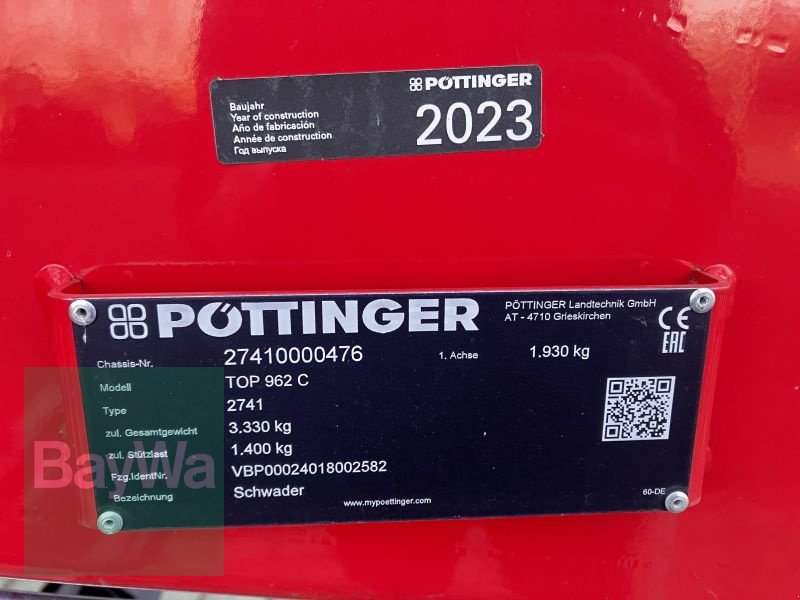 PÖTTINGER
Baujahr
Year of construction
Año de fabricación
Année de construction
Год выпуска
2023
PÖTTINGER
PÖTTINGER Landtechnik GmbH
AT - 4710 Grieskirchen
CE
EAC
Chassis-Nr. 27410000476 1. Achse 1.930 kg
Modell TOP 962 C
Type 2741
zul. Gesamtgewicht 3.330 kg
zul. Stützlast 1.400 kg
Fzg.IdentNr. VBP00024018002582
Bezeichnung Schwader
www.mypoettinger.com
60-DE
BayWa